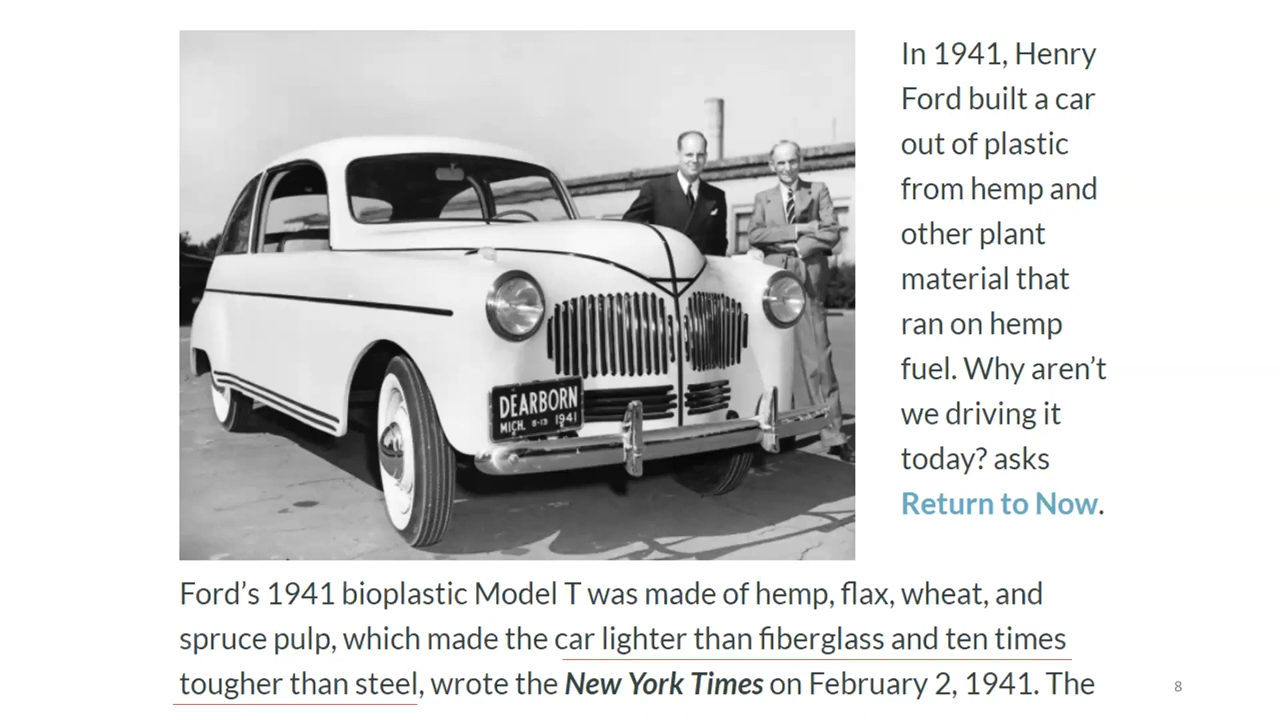 In 1941, Henry
Ford built a car
out of plastic
from hemp and
other plant
material that
ran on hemp
fuel. Why aren’t
we driving it
today? asks
Return to Now.
DEARBORN
MICH. 8-13 1941
Ford’s 1941 bioplastic Model T was made of hemp, flax, wheat, and
spruce pulp, which made the car lighter than fiberglass and ten times
tougher than steel, wrote the New York Times on February 2, 1941. The
8